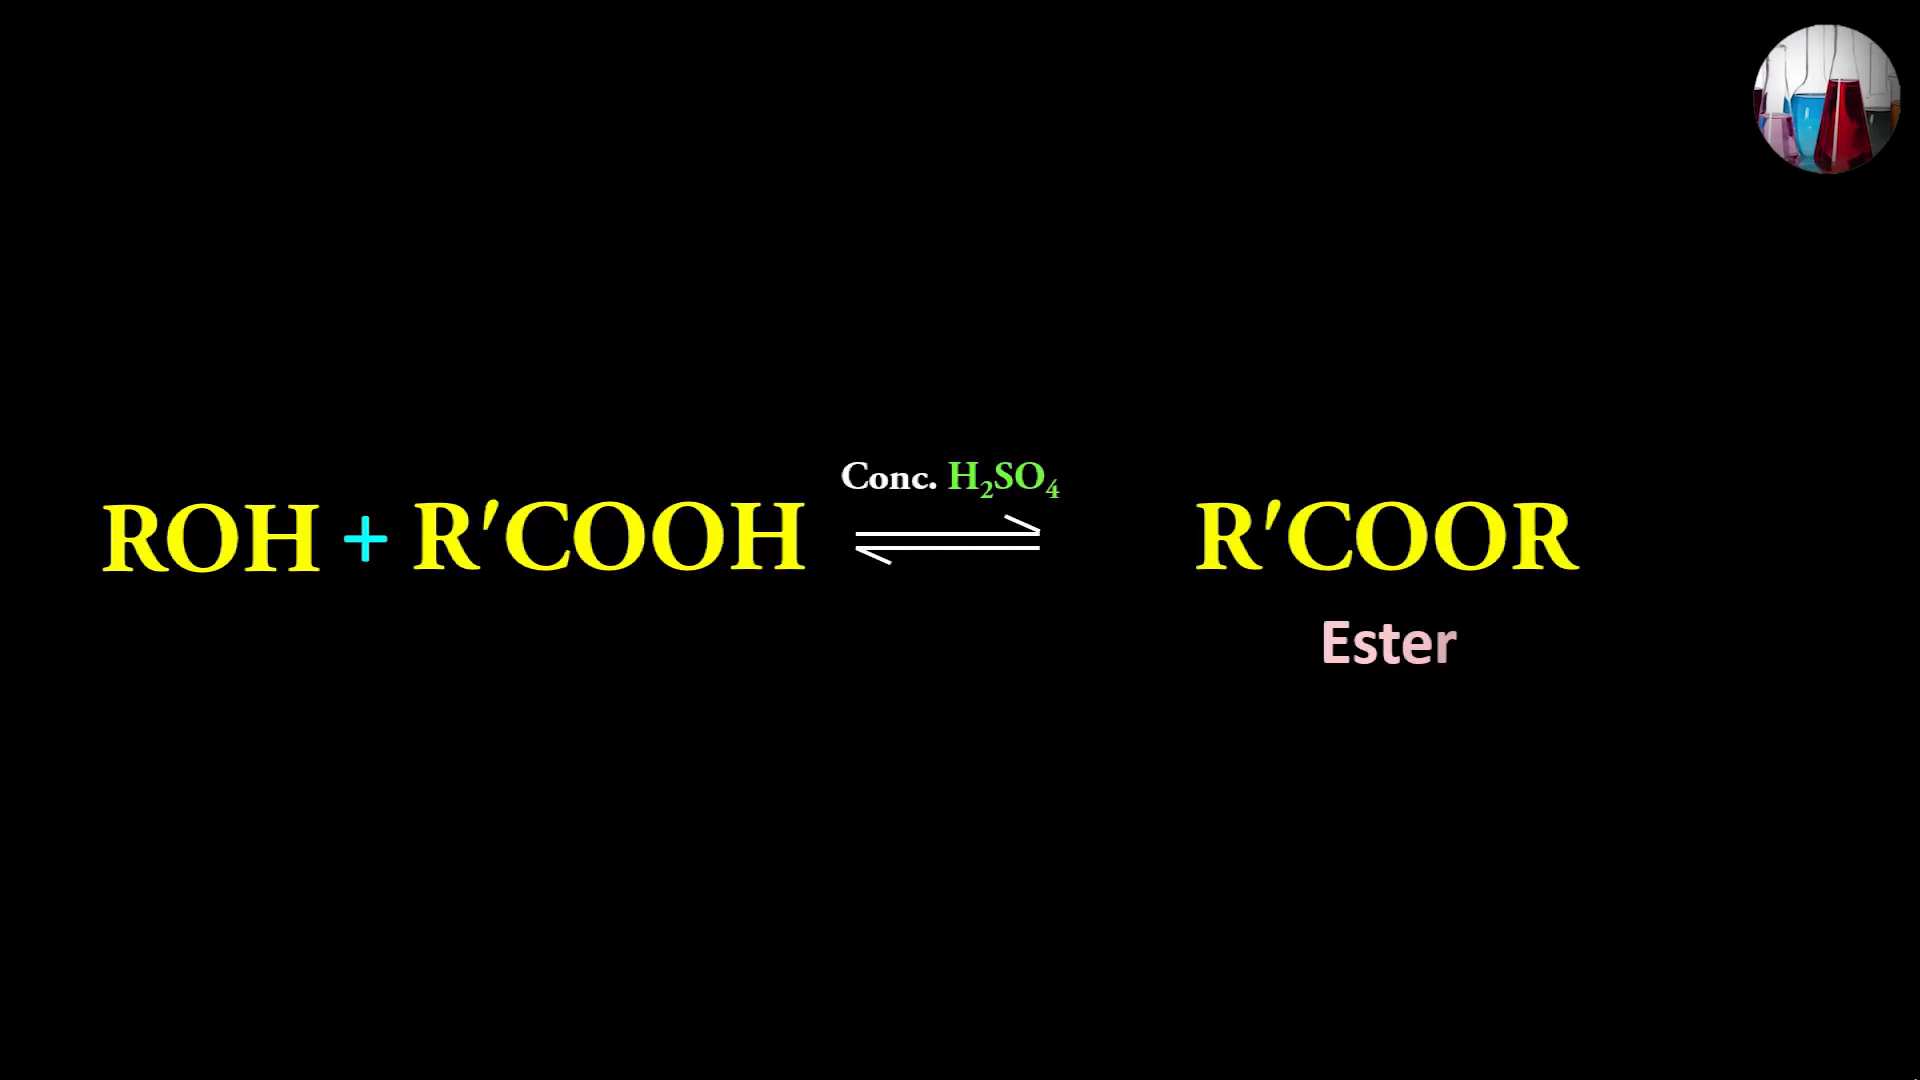 Conc. H₂SO₄
ROH + R′COOH ⇌ R′COOR
Ester